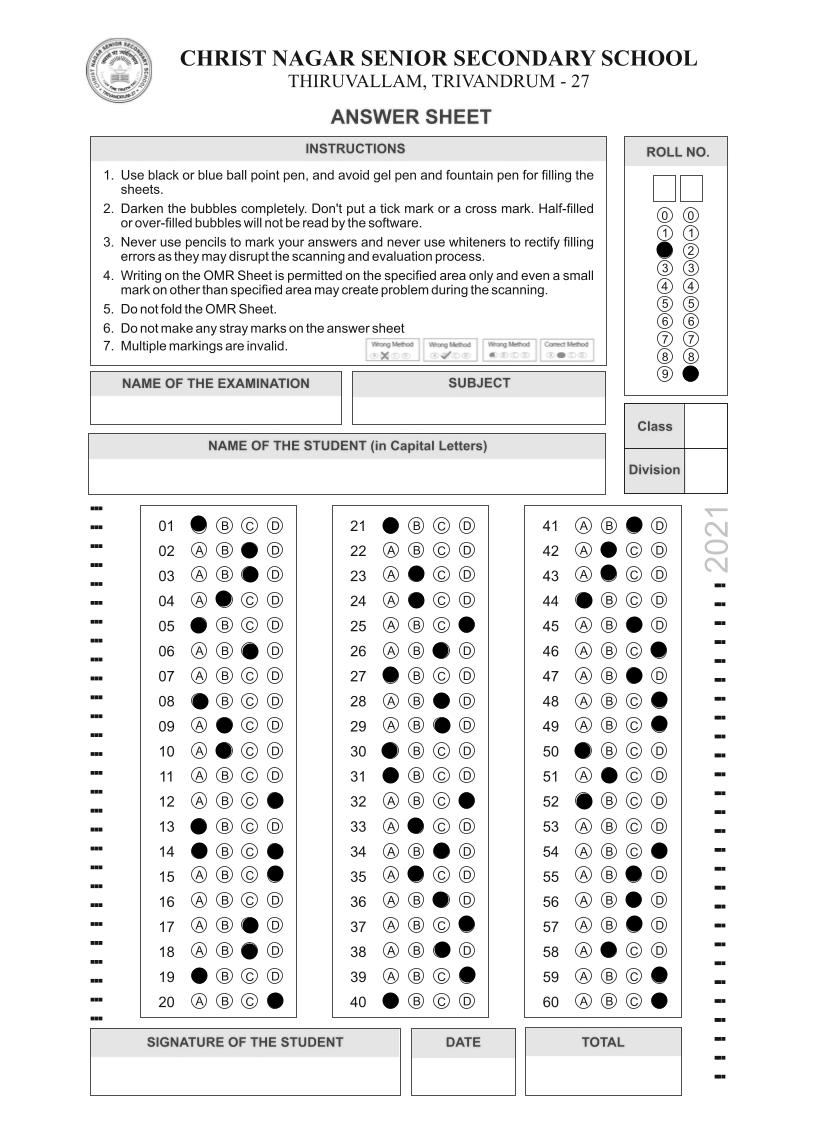 CHRIST NAGAR SENIOR SECONDARY SCHOOL
THIRUVALLAM, TRIVANDRUM - 27
ANSWER SHEET
INSTRUCTIONS
1. Use black or blue ball point pen, and avoid gel pen and fountain pen for filling the
sheets.
2. Darken the bubbles completely. Don't put a tick mark or a cross mark. Half-filled
or over-filled bubbles will not be read by the software.
3. Never use pencils to mark your answers and never use whiteners to rectify filling
errors as they may disrupt the scanning and evaluation process.
4. Writing on the OMR Sheet is permitted on the specified area only and even a small
mark on other than specified area may create problem during the scanning.
5. Do not fold the OMR Sheet.
6. Do not make any stray marks on the answer sheet
7. Multiple markings are invalid.
Wrong Method Wrong Method Wrong Method Correct Method
ROLL NO.
0 0
1 1
2
3 3
4 4
5 5
6 6
7 7
8 8
9
NAME OF THE EXAMINATION
SUBJECT
NAME OF THE STUDENT (in Capital Letters)
Class
Division
2021
01 B C D
02 A B D
03 A B D
04 A C D
05 B C D
06 A B D
07 A B C D
08 B C D
09 A C D
10 A C D
11 A B C D
12 A B C
13 B C D
14 B C
15 A B C
16 A B C D
17 A B D
18 A B D
19 B C D
20 A B C
21 B C D
22 A B C D
23 A C D
24 A C D
25 A B C
26 A B D
27 B C D
28 A B D
29 A B D
30 B C D
31 B C D
32 A B C
33 A C D
34 A B D
35 A C D
36 A B D
37 A B C
38 A B D
39 A B C
40 B C D
41 A B D
42 A C D
43 A C D
44 B C D
45 A B D
46 A B C
47 A B D
48 A B C
49 A B C
50 B C D
51 A C D
52 B C D
53 A B C D
54 A B C
55 A B D
56 A B D
57 A B D
58 A C D
59 A B C
60 A B C
SIGNATURE OF THE STUDENT
DATE
TOTAL